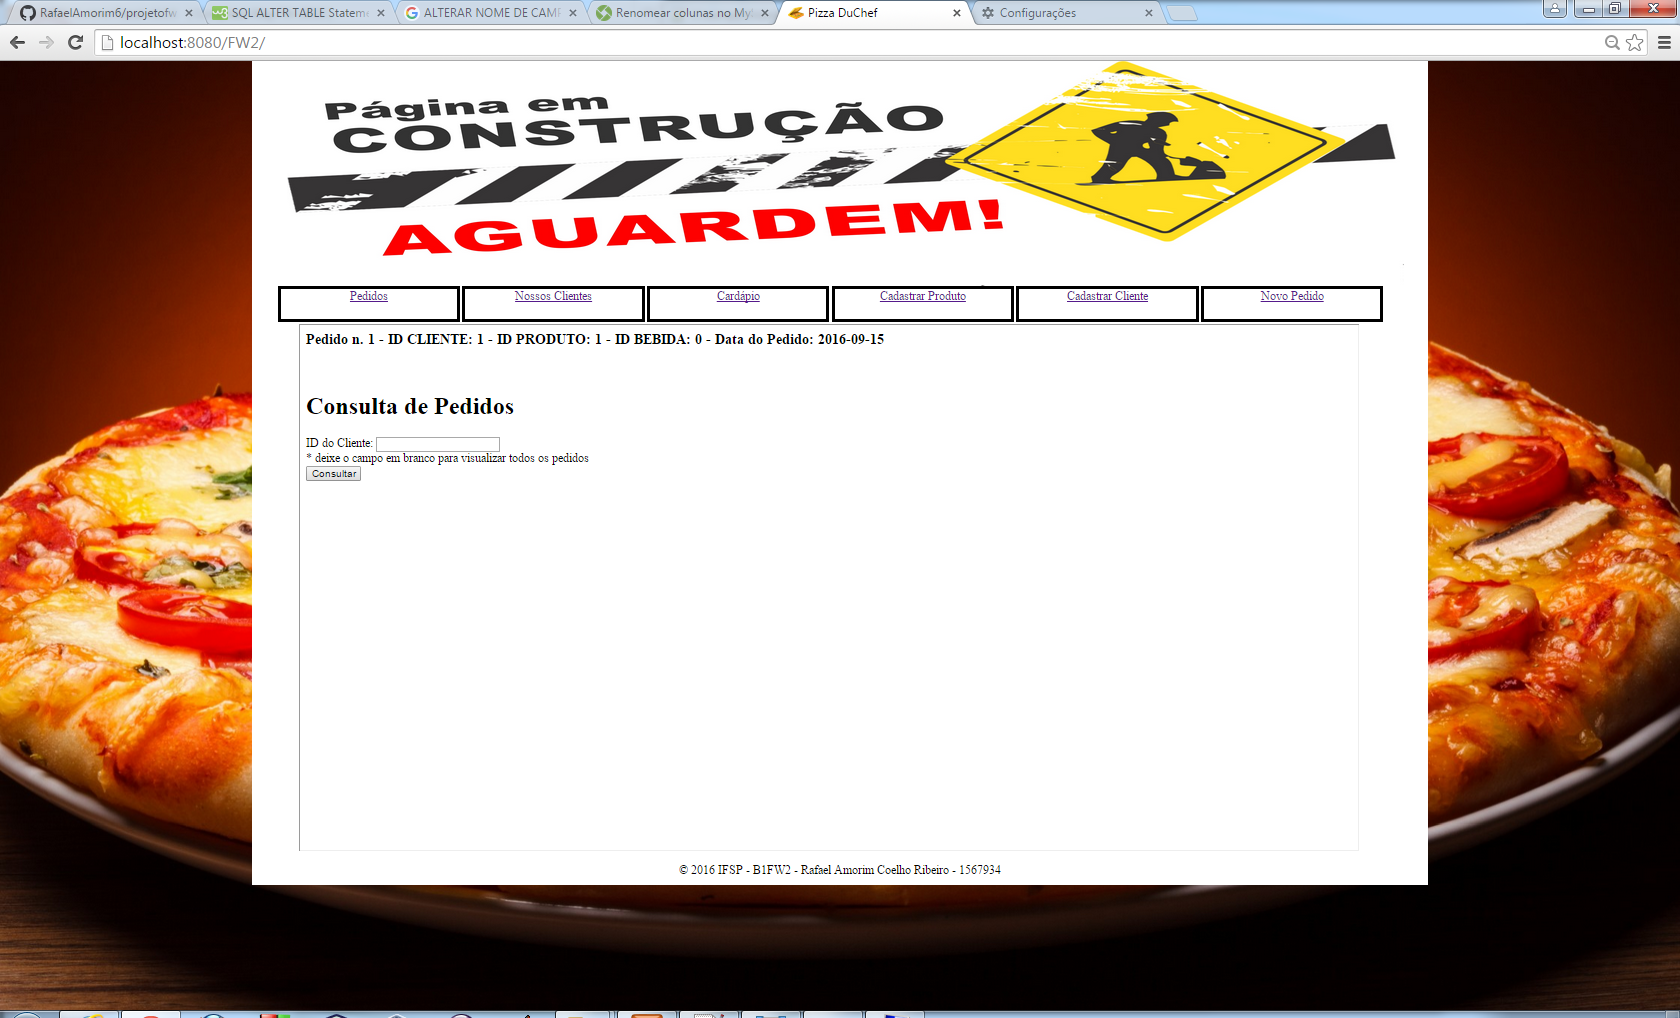 RafaelAmorim6/projetofw
SQL ALTER TABLE Stateme
ALTERAR NOME DE CAMP
Renomear colunas no My
Pizza DuChef
Configurações
localhost:8080/FW2/
Página em
CONSTRUÇÃO
AGUARDEM!
Pedidos
Nossos Clientes
Cardápio
Cadastrar Produto
Cadastrar Cliente
Novo Pedido
Pedido n. 1 - ID CLIENTE: 1 - ID PRODUTO: 1 - ID BEBIDA: 0 - Data do Pedido: 2016-09-15
Consulta de Pedidos
ID do Cliente:
* deixe o campo em branco para visualizar todos os pedidos
Consultar
© 2016 IFSP - B1FW2 - Rafael Amorim Coelho Ribeiro - 1567934